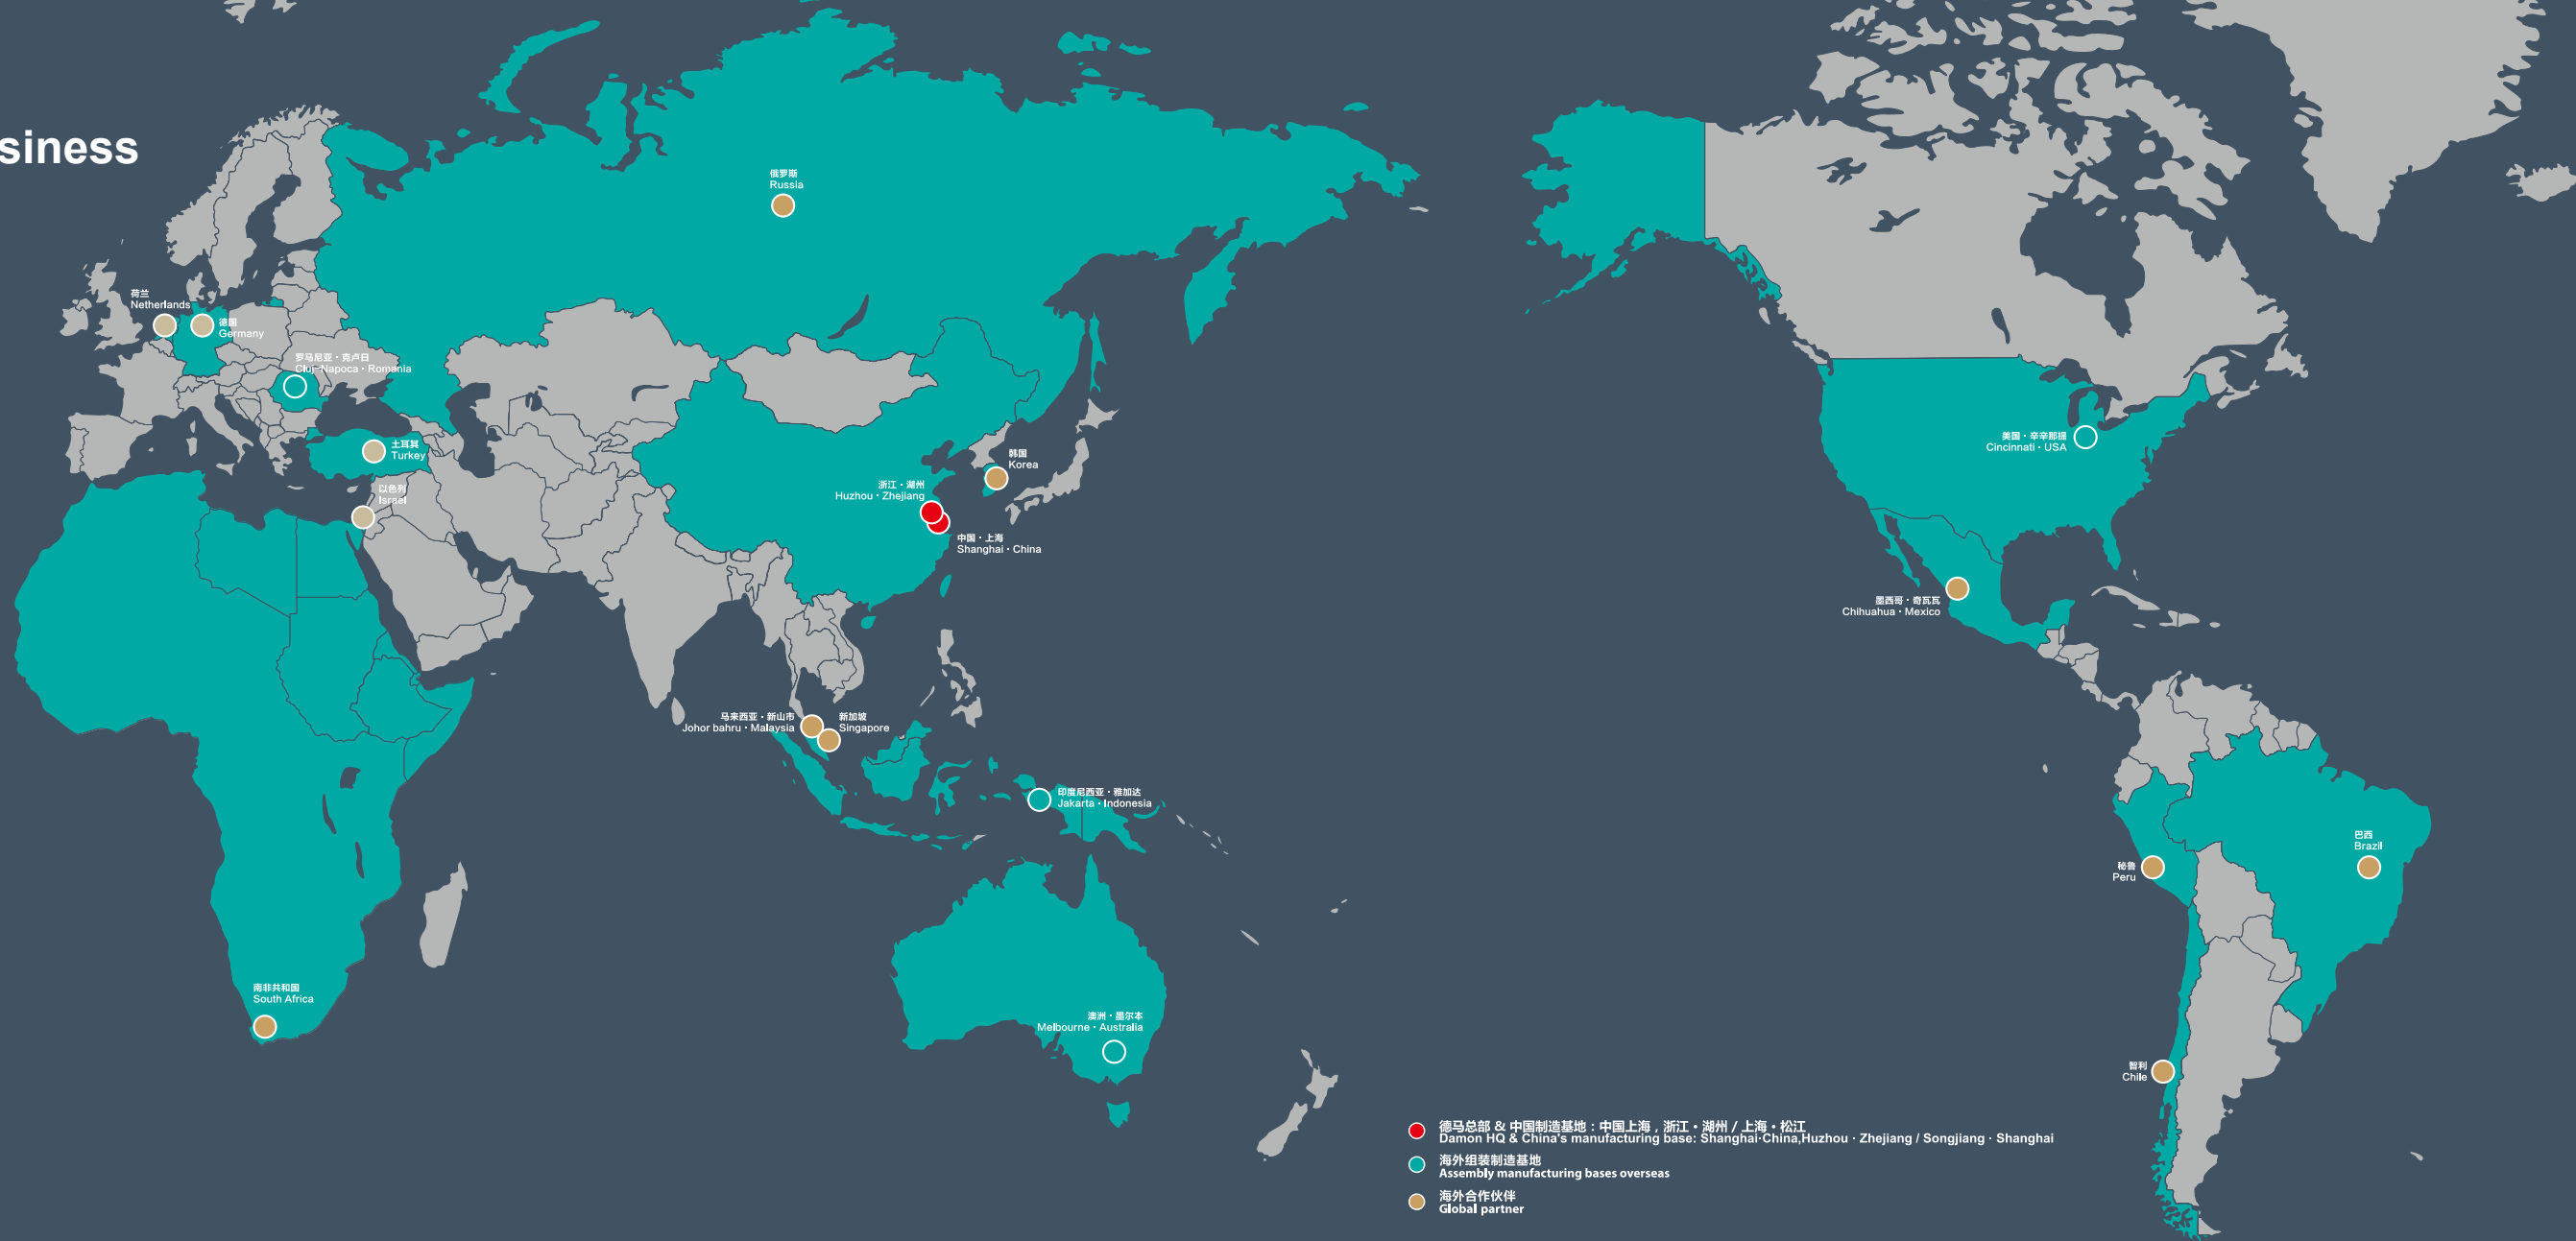 siness
俄罗斯
Russia
荷兰
Netherlands
德国
Germany
罗马尼亚·克卢日
Cluj-Napoca·Romania
土耳其
Turkey
以色列
Israel
韩国
Korea
浙江·湖州
Huzhou·Zhejiang
中国·上海
Shanghai·China
美国·辛辛那提
Cincinnati·USA
墨西哥·奇瓦瓦
Chihuahua·Mexico
马来西亚·新山市
Johor bahru·Malaysia
新加坡
Singapore
印度尼西亚·雅加达
Jakarta·Indonesia
巴西
Brazil
秘鲁
Peru
南非共和国
South Africa
澳洲·墨尔本
Melbourne·Australia
智利
Chile
德马总部 & 中国制造基地：中国上海，浙江·湖州 / 上海·松江
Damon HQ & China's manufacturing base: Shanghai·China,Huzhou · Zhejiang / Songjiang · Shanghai
海外组装制造基地
Assembly manufacturing bases overseas
海外合作伙伴
Global partner